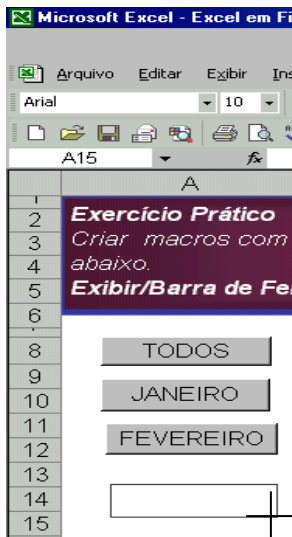 Microsoft Excel - Excel em Fi
Arquivo Editar Exibir Ins
Arial 10
A15 fx
A
1
2 Exercício Prático
3 Criar macros com
4 abaixo.
5 Exibir/Barra de Fe
6
8 TODOS
9
10 JANEIRO
11
12 FEVEREIRO
13
14
15